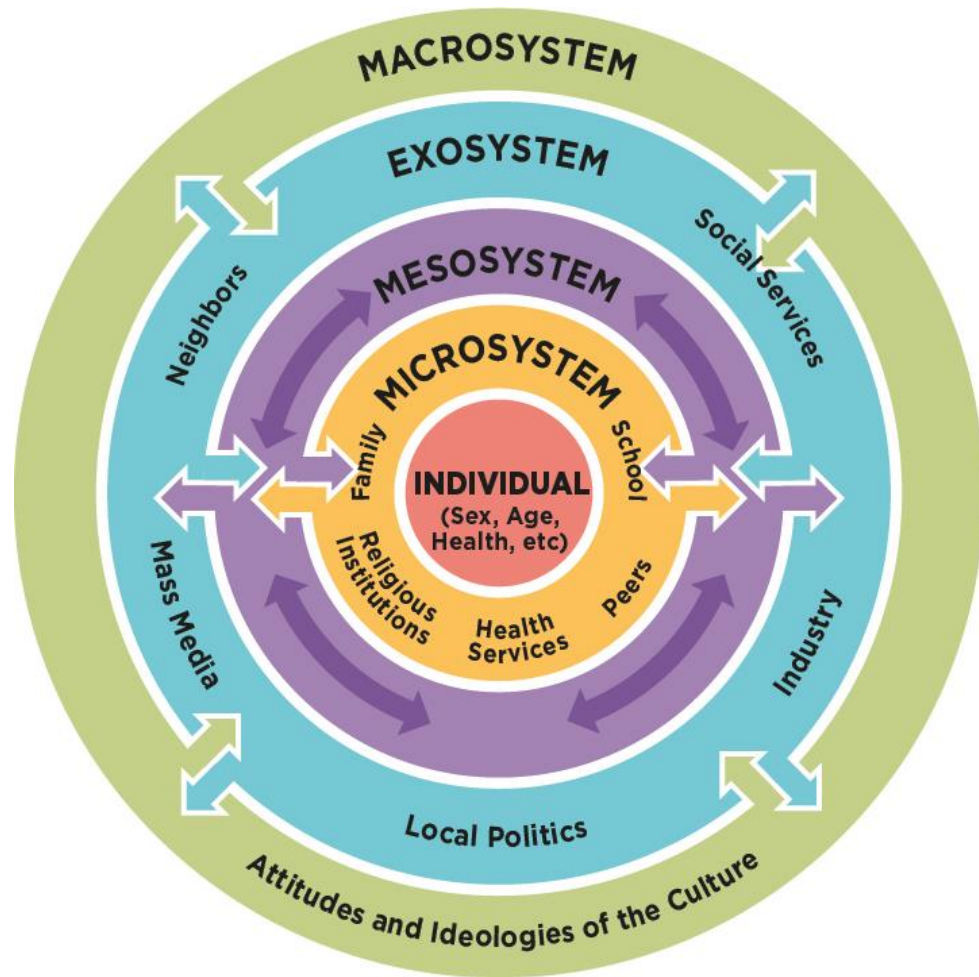 MACROSYSTEM
EXOSYSTEM
MESOSYSTEM
MICROSYSTEM
Neighbors
Social Services
Family
School
INDIVIDUAL
(Sex, Age,
Health, etc)
Religious
Institutions
Health
Services
Peers
Mass Media
Industry
Local Politics
Attitudes and Ideologies of the Culture